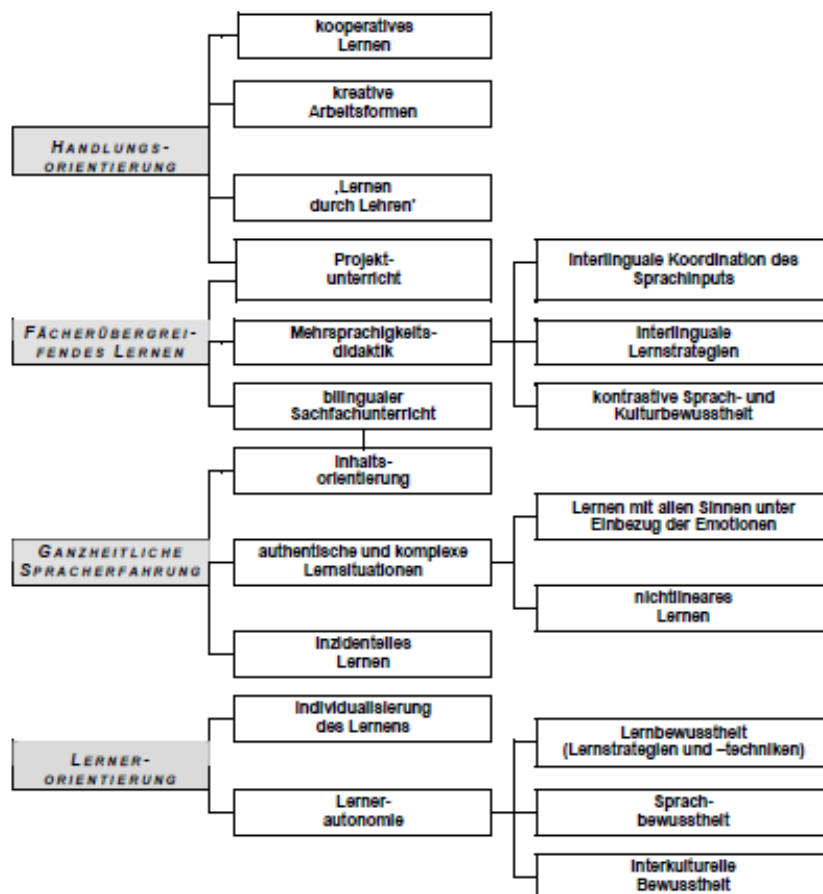 kooperatives
Lernen
kreative
Arbeitsformen
HANDLUNGS-
ORIENTIERUNG
‚Lernen
durch Lehren’
Projekt-
unterricht
Interlinguale Koordination des
Sprachinputs
FÄCHERÜBERGREI-
FENDES LERNEN
Mehrsprachigkeits-
didaktik
Interlinguale
Lernstrategien
bilingualer
Sachfachunterricht
kontrastive Sprach- und
Kulturbewusstheit
Inhalts-
orientierung
Lernen mit allen Sinnen unter
Einbezug der Emotionen
GANZHEITLICHE
SPRACHERFAHRUNG
authentische und komplexe
Lernsituationen
nichtlineares
Lernen
Inzidentelles
Lernen
Individualisierung
des Lernens
Lernbewusstheit
(Lernstrategien und –techniken)
LERNER-
ORIENTIERUNG
Lerner-
autonomie
Sprach-
bewusstheit
Interkulturelle
Bewusstheit